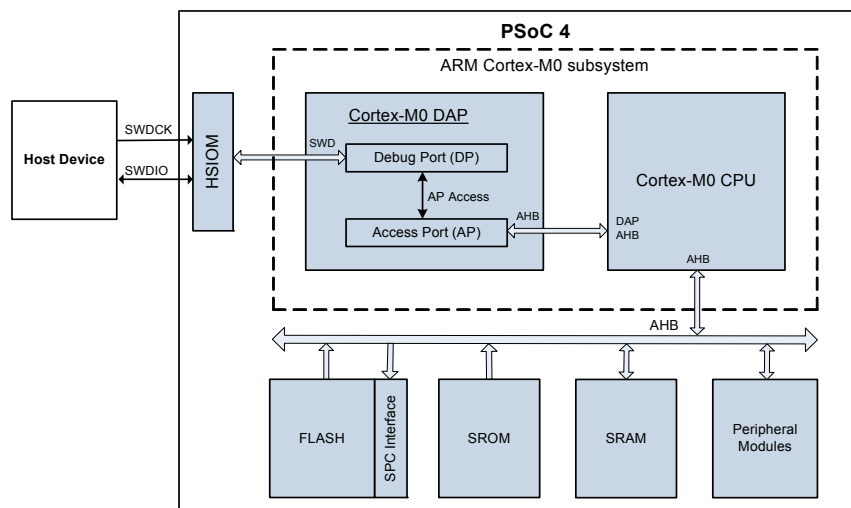 PSoC 4
ARM Cortex-M0 subsystem
Host Device
SWDCK
SWDIO
HSIOM
SWD
Cortex-M0 DAP
Debug Port (DP)
AP Access
Access Port (AP)
AHB
Cortex-M0 CPU
DAP
AHB
AHB
AHB
FLASH
SPC Interface
SROM
SRAM
Peripheral
Modules